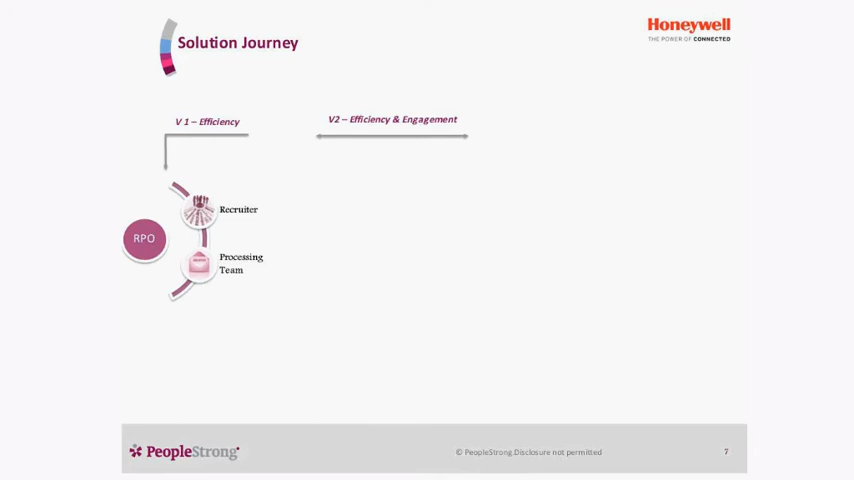 Solution Journey
Honeywell
THE POWER OF CONNECTED
V 1 – Efficiency
V2 – Efficiency & Engagement
Recruiter
RPO
Processing
Team
PeopleStrong
© PeopleStrong.Disclosure not permitted
7